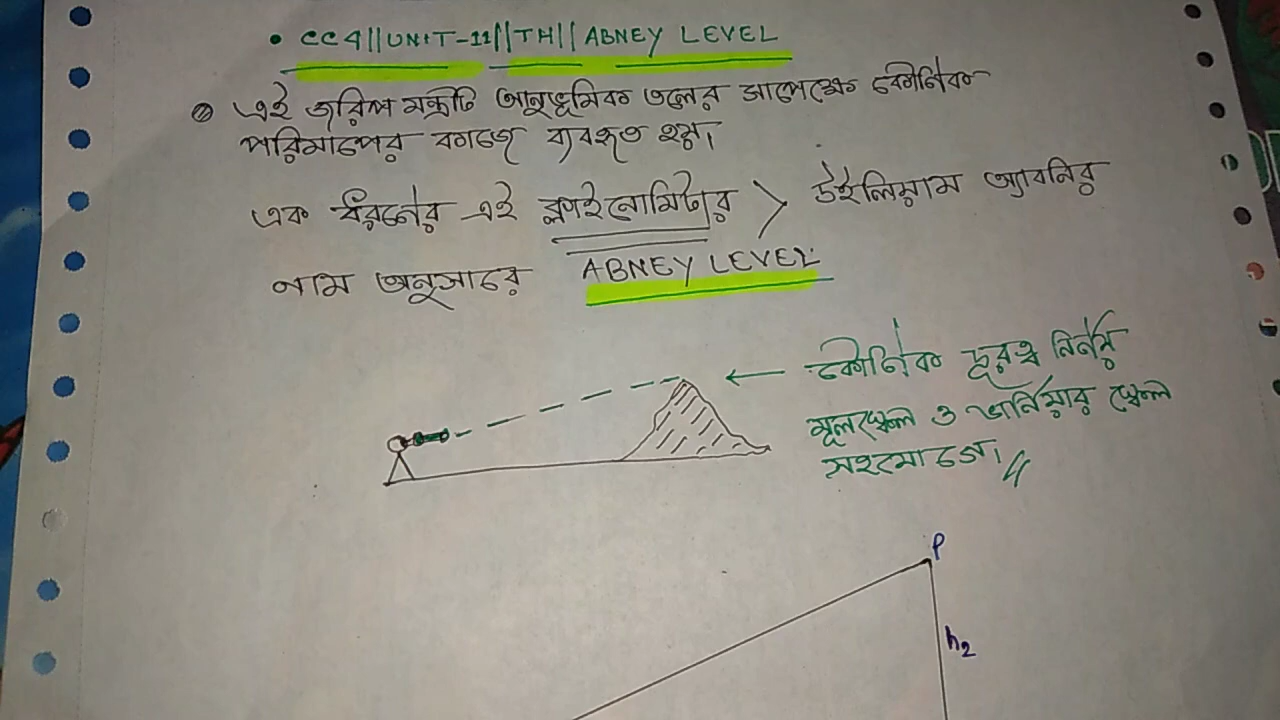 • CC4||UNIT-11||TH|| ABNEY LEVEL
এই জরিপ যন্ত্রটি আনুভূমিক তলের সাপেক্ষে কৌণিক
পরিমাপের কাজে ব্যবহৃত হয়।
এক ধরনের এই ক্লাইনোমিটার > উইলিয়াম অ্যাবনির
নাম অনুসারে ABNEY LEVEL
← কৌণিক দূরত্ব নির্ণয়
মূলস্কেল ও ভার্নিয়ার স্কেল
সহযোগে।
P
h2